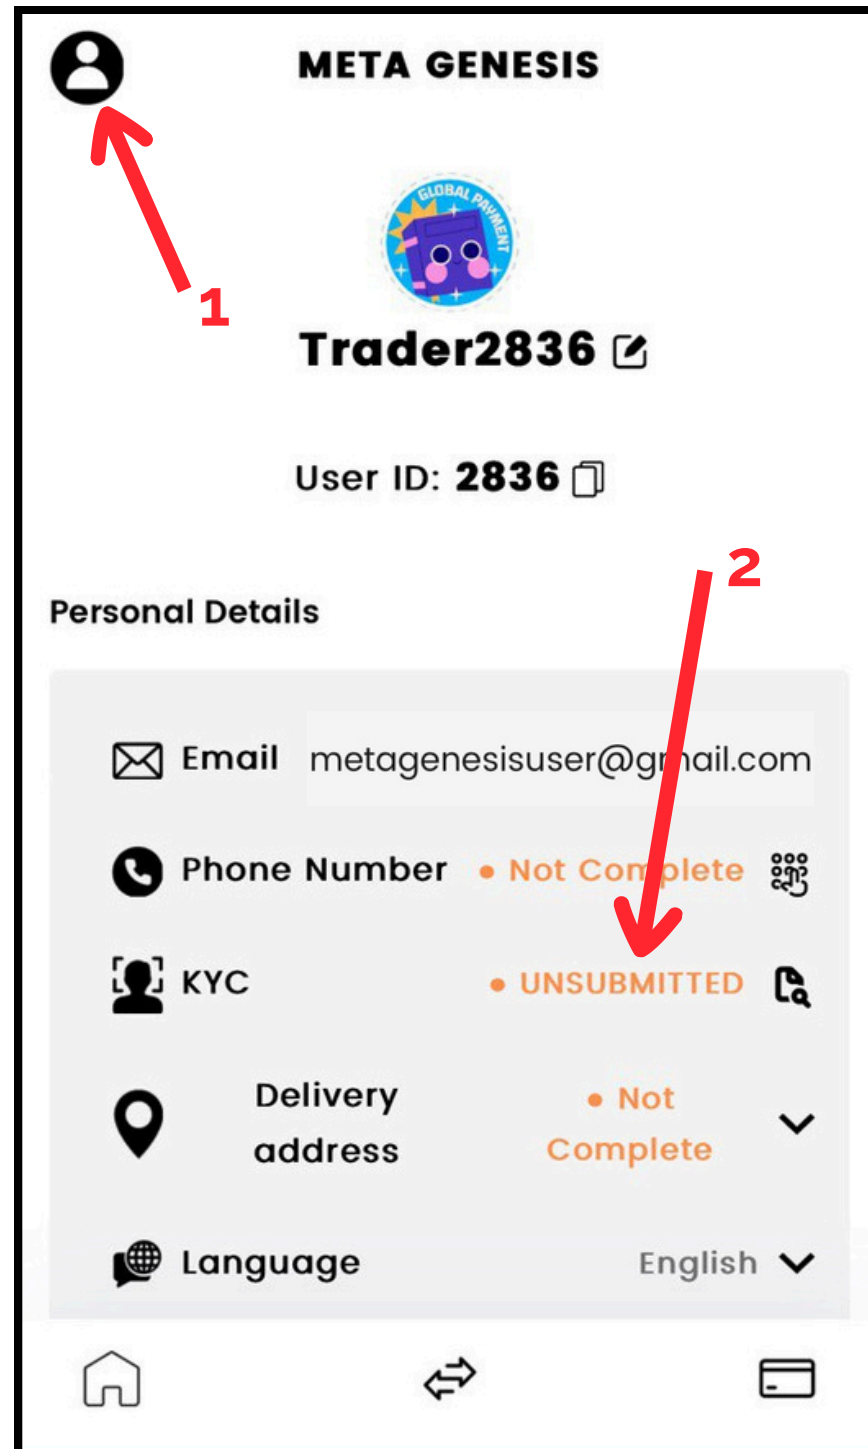 META GENESIS
GLOBAL PAYMENT
1
Trader2836
User ID: 2836
2
Personal Details
Email metagenesisuser@gmail.com
Phone Number • Not Complete
KYC • UNSUBMITTED
Delivery address • Not Complete
Language English